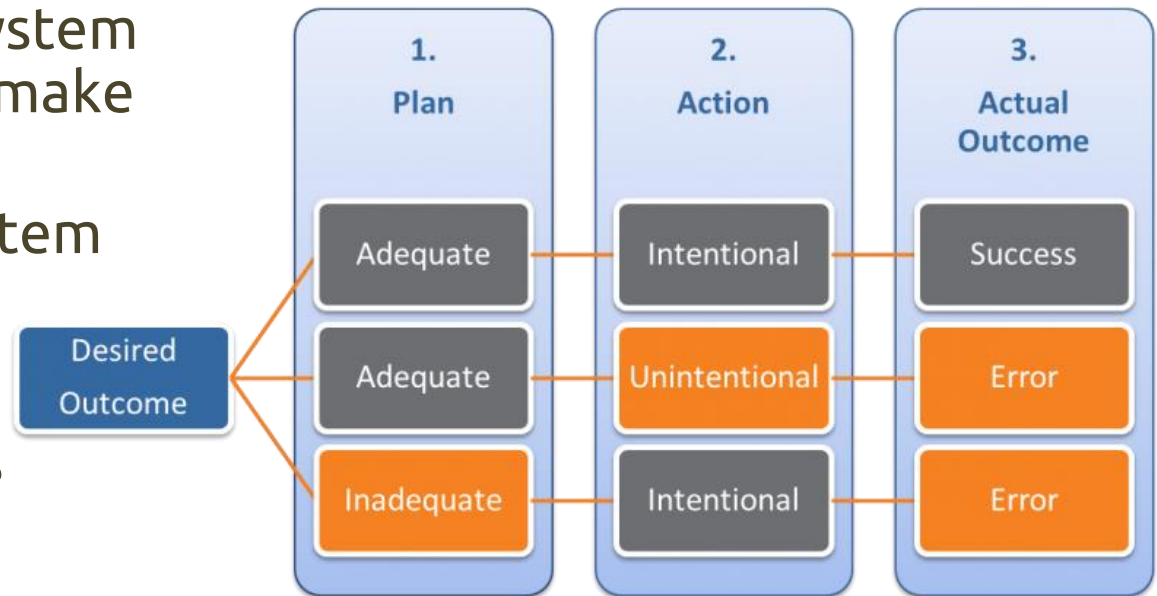 ystem
make
tem
1.
Plan
2.
Action
3.
Actual
Outcome
Desired
Outcome
Adequate
Intentional
Success
Adequate
Unintentional
Error
Inadequate
Intentional
Error